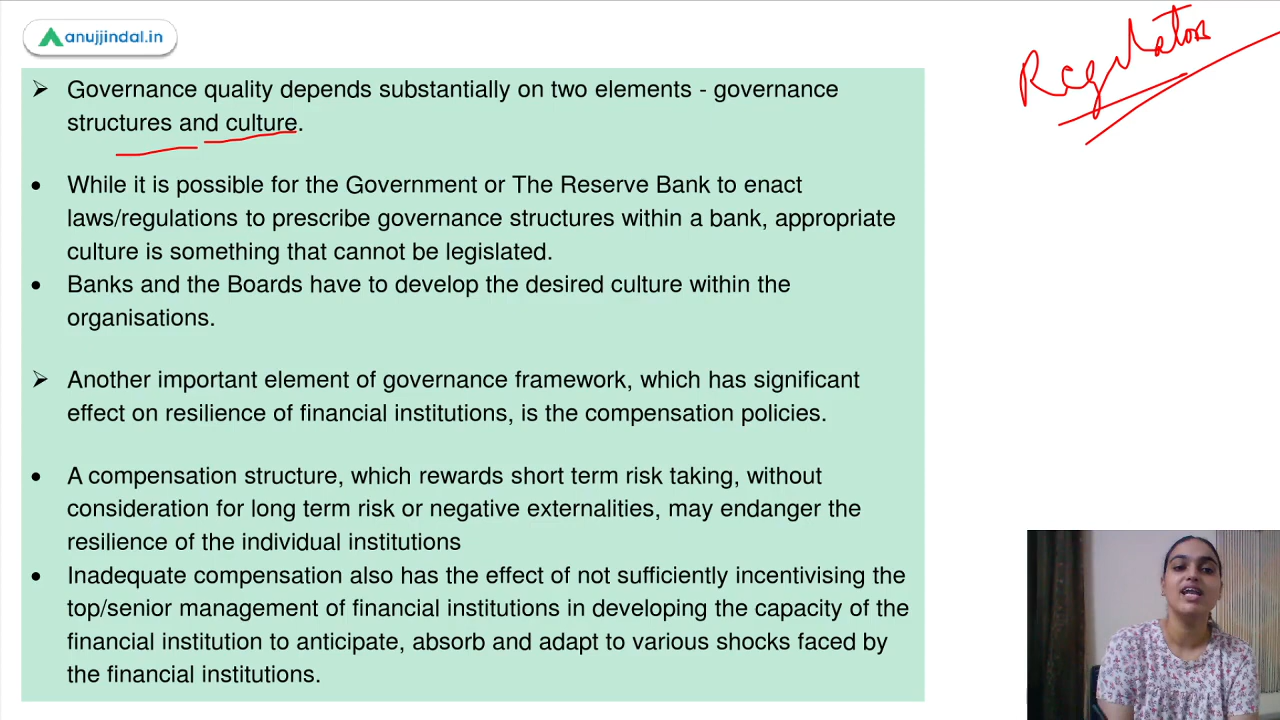 anujjindal.in
Regulators
➢ Governance quality depends substantially on two elements - governance
structures and culture.
• While it is possible for the Government or The Reserve Bank to enact
laws/regulations to prescribe governance structures within a bank, appropriate
culture is something that cannot be legislated.
• Banks and the Boards have to develop the desired culture within the
organisations.
➢ Another important element of governance framework, which has significant
effect on resilience of financial institutions, is the compensation policies.
• A compensation structure, which rewards short term risk taking, without
consideration for long term risk or negative externalities, may endanger the
resilience of the individual institutions
• Inadequate compensation also has the effect of not sufficiently incentivising the
top/senior management of financial institutions in developing the capacity of the
financial institution to anticipate, absorb and adapt to various shocks faced by
the financial institutions.